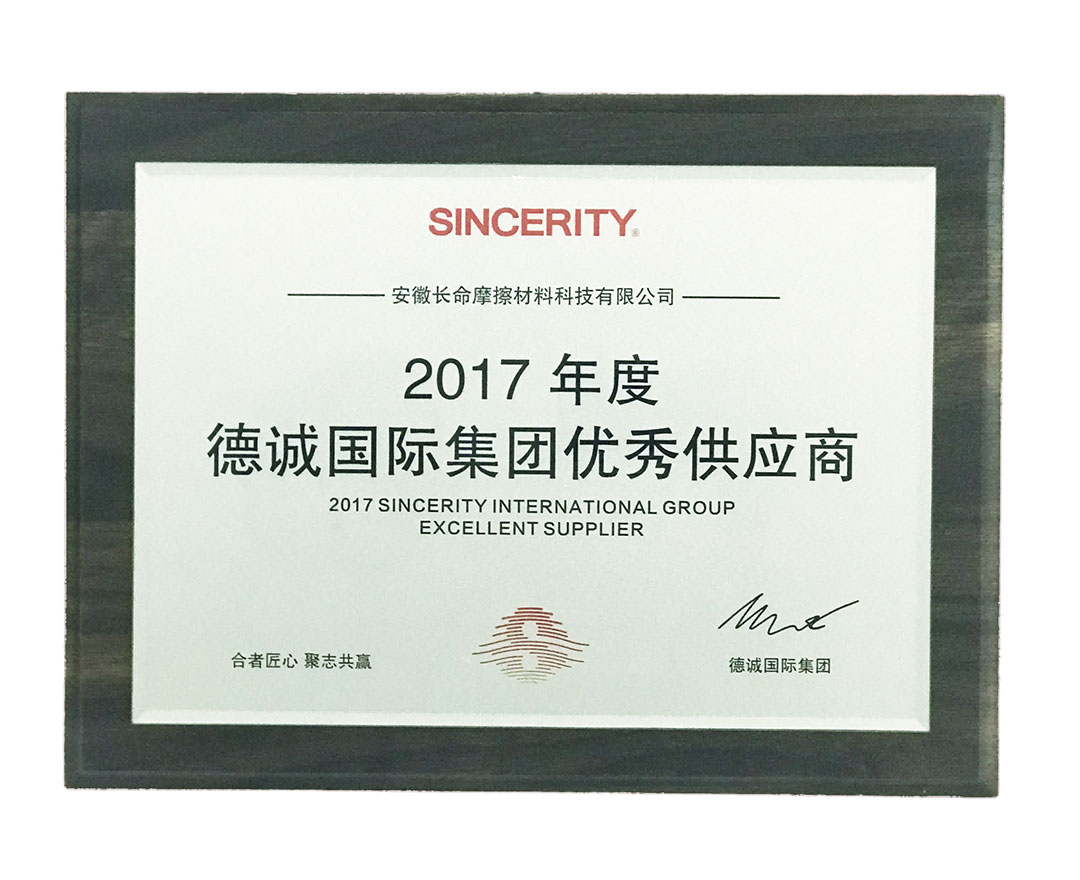 SINCERITY®
安徽长命摩擦材料科技有限公司
2017 年度
德诚国际集团优秀供应商
2017 SINCERITY INTERNATIONAL GROUP
EXCELLENT SUPPLIER
合者匠心 聚志共赢
德诚国际集团